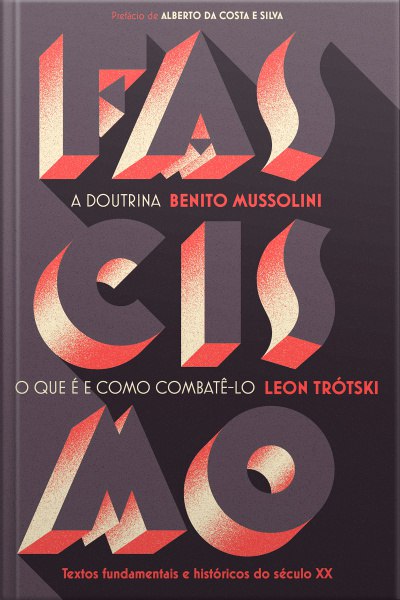 Prefácio de ALBERTO DA COSTA E SILVA
FAS
A DOUTRINA BENITO MUSSOLINI
CIS
O QUE É E COMO COMBATÊ-LO LEON TRÓTSKI
MO
Textos fundamentais e históricos do século XX